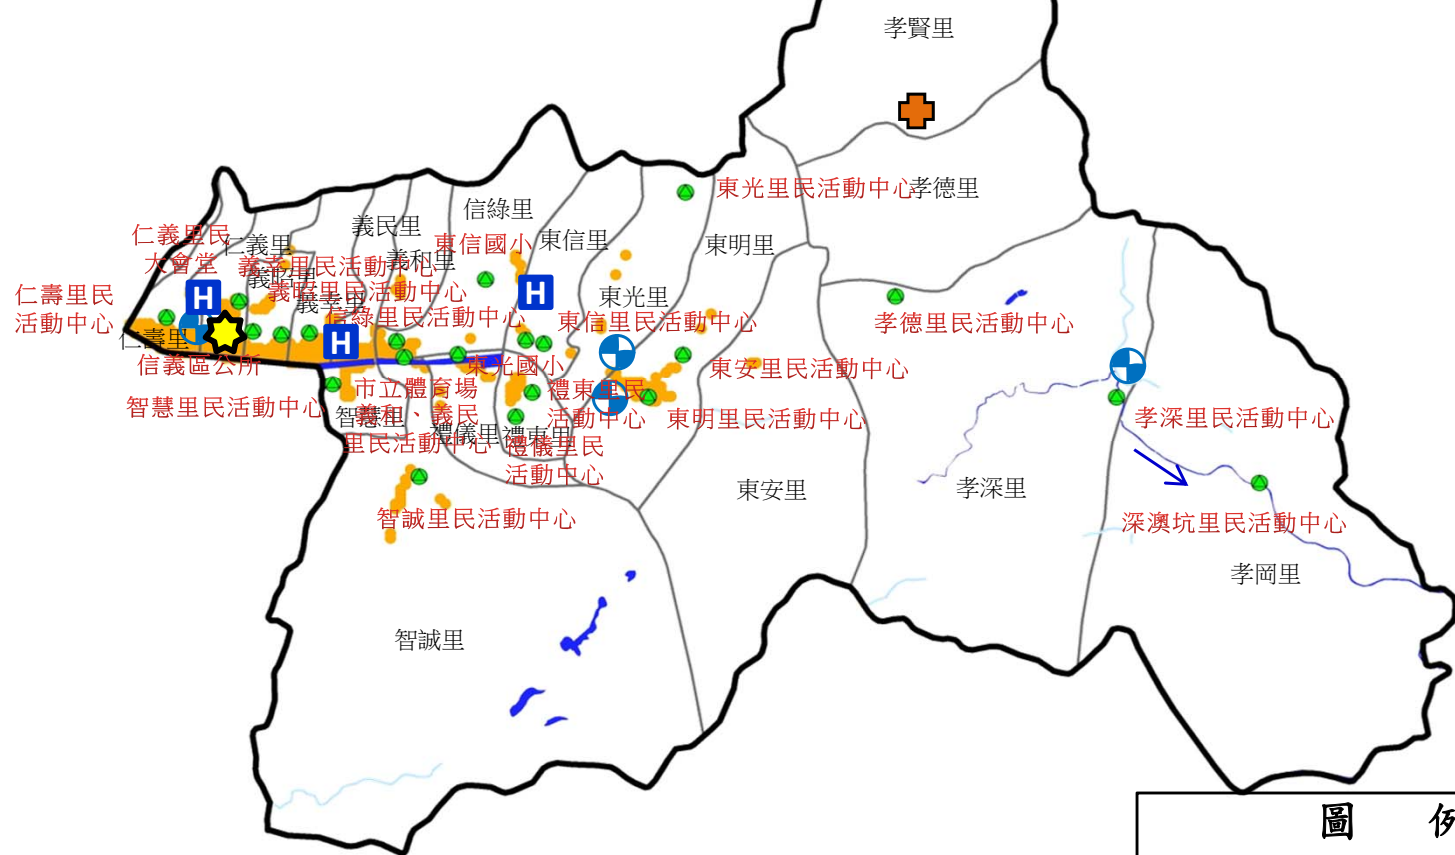 孝賢里
東光里民活動中心
孝德里
信綠里
義民里
仁義里民
大會堂
仁義里
東信國小
東信里
東明里
義和里
義幸里民活動中心
義昭里
義昭里民活動中心
義幸里
仁壽里民
活動中心
東光里
信綠里民活動中心
東信里民活動中心
孝德里民活動中心
仁壽里
信義區公所
東光國小
東安里民活動中心
市立體育場
禮東里民
活動中心
智慧里民活動中心
智慧里
義和、義民
里民活動中心
東明里民活動中心
孝深里民活動中心
禮儀里
禮東里
禮儀里民
活動中心
東安里
孝深里
智誠里民活動中心
深澳坑里民活動中心
孝岡里
智誠里
圖
H
H
H